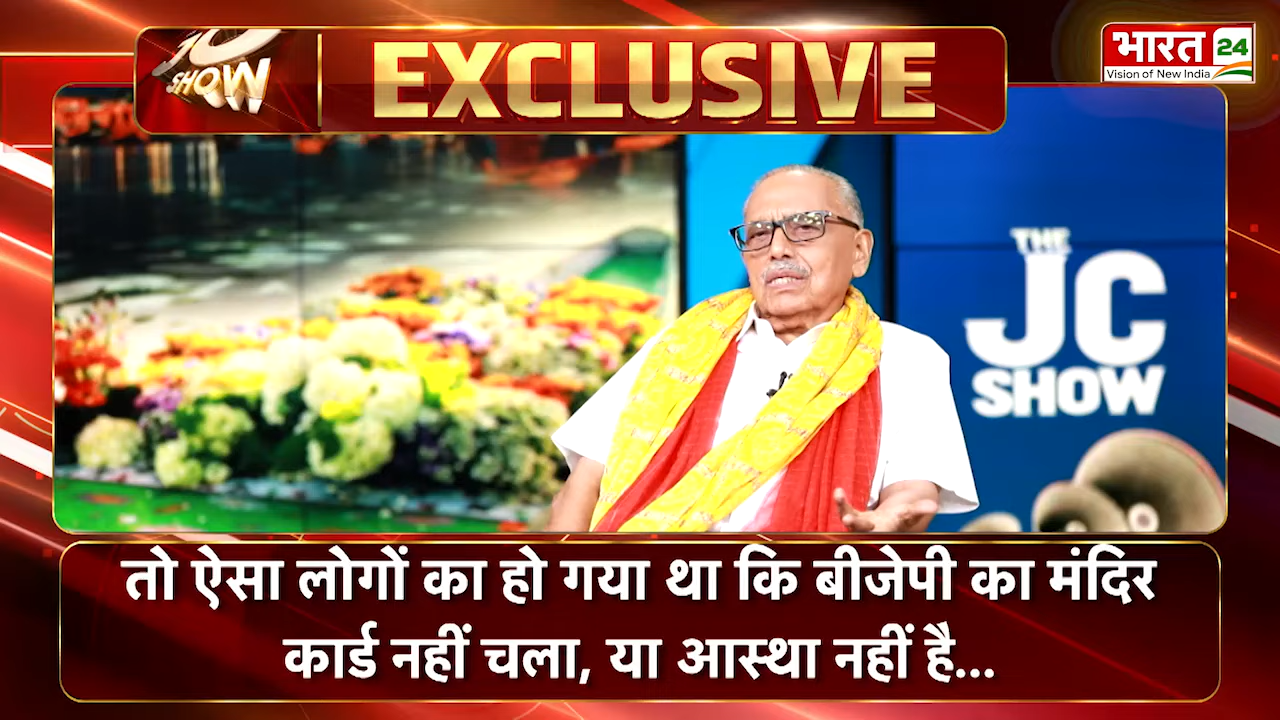 JC
SHOW
EXCLUSIVE
भारत 24
Vision of New India
THE
JC
SHOW
तो ऐसा लोगों का हो गया था कि बीजेपी का मंदिर
कार्ड नहीं चला, या आस्था नहीं है...